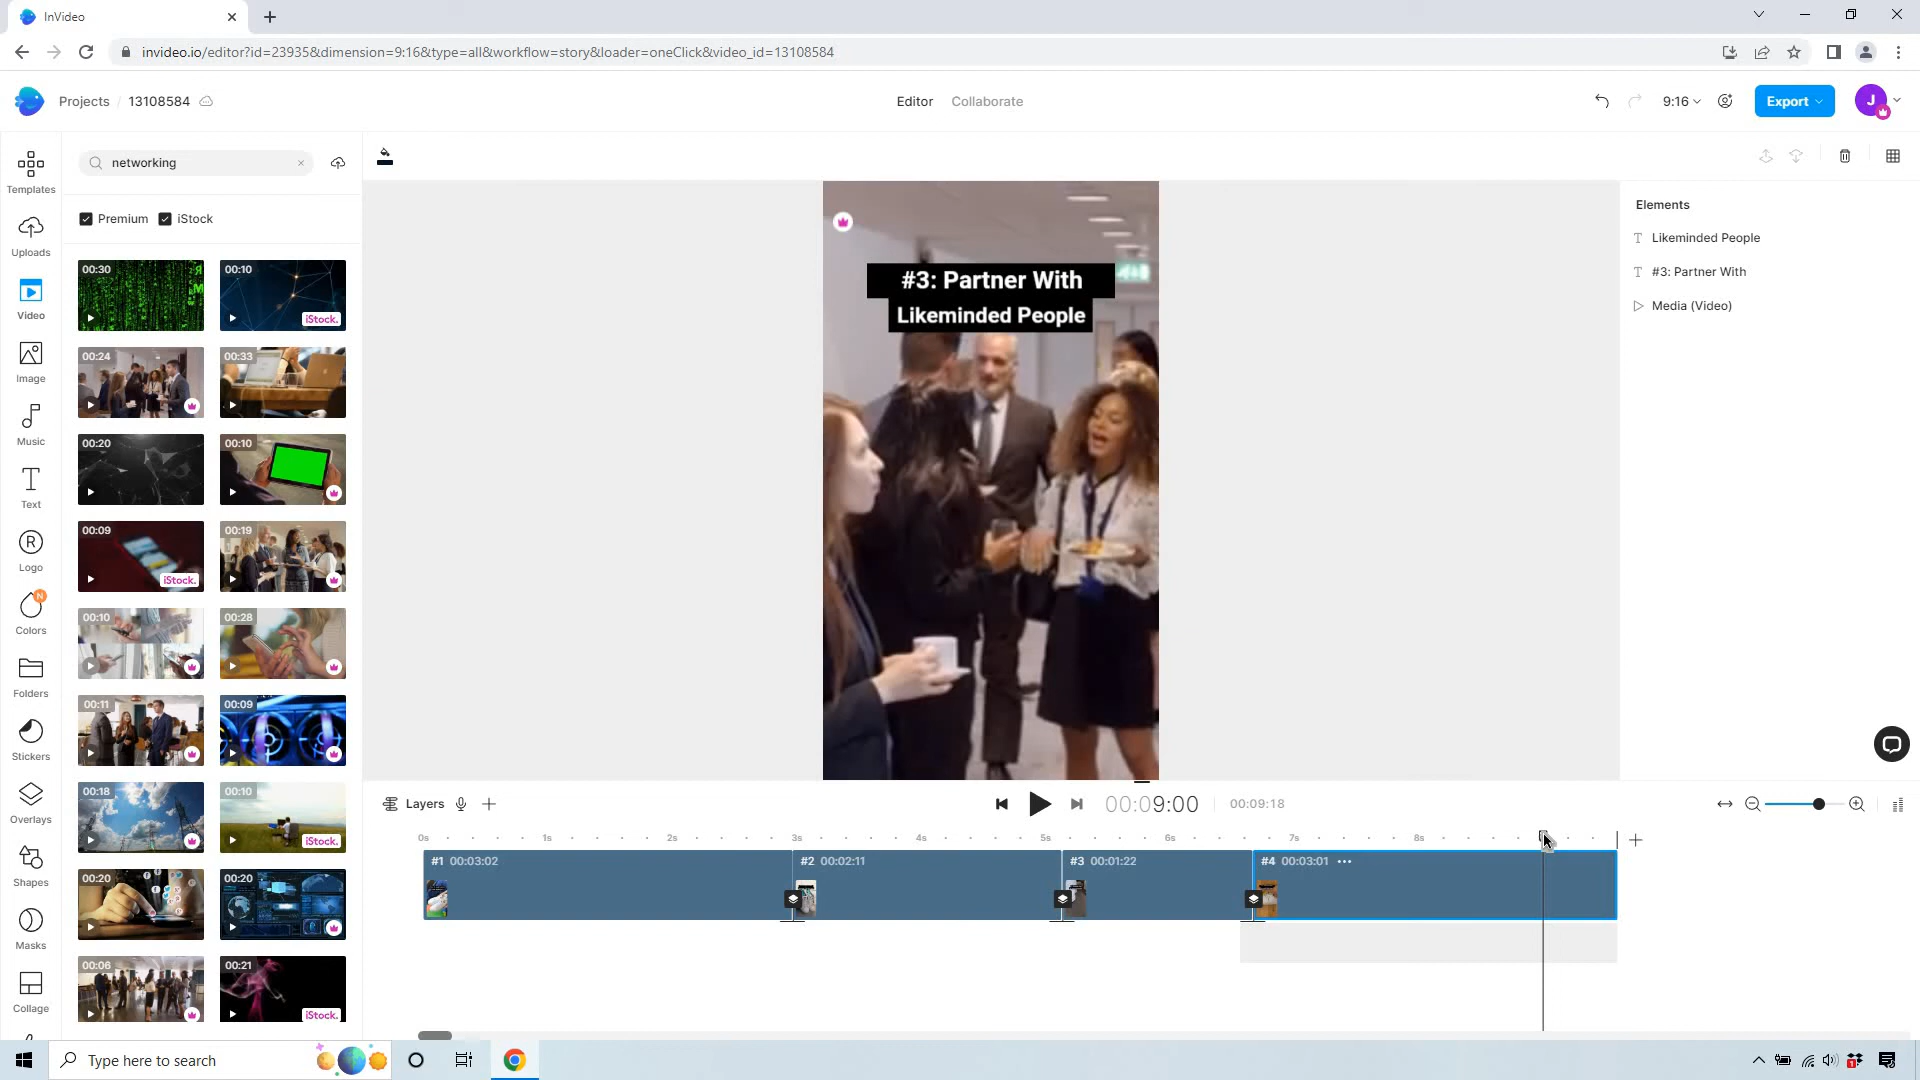 InVideo
invideo.io/editor?id=23935&dimension=9:16&type=all&workflow=story&loader=oneClick&video_id=13108584
Projects / 13108584
Editor
Collaborate
9:16
Export
J
Templates
Uploads
Video
Image
Music
Text
R
Logo
N
Colors
Folders
Stickers
Overlays
Shapes
Masks
Collage
networking
Premium
iStock
00:30
00:10
iStock.
00:24
00:33
00:20
00:10
00:09
iStock.
00:19
00:10
00:28
00:11
00:09
00:18
00:10
iStock.
00:20
00:20
00:06
00:21
iStock.
#3: Partner With
Likeminded People
Elements
T Likeminded People
T #3: Partner With
Media (Video)
Layers
00:09:00
00:09:18
0s 1s 2s 3s 4s 5s 6s 7s 8s
#1 00:03:02
#2 00:02:11
#3 00:01:22
#4 00:03:01
Type here to search
1